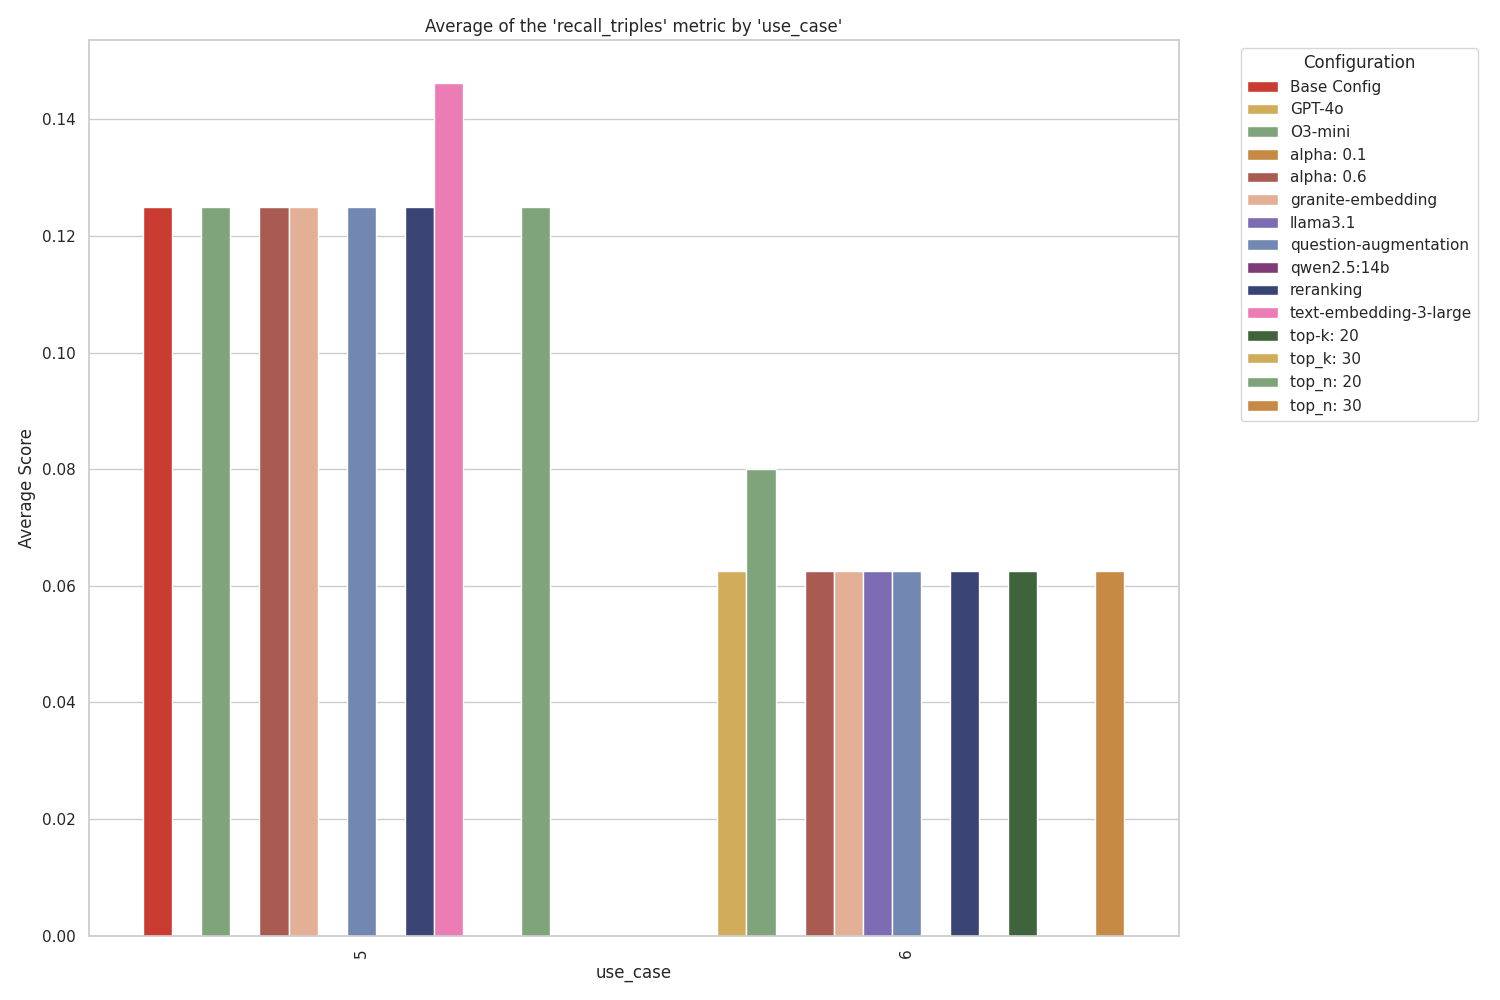 Average of the 'recall_triples' metric by 'use_case'
Configuration
Base Config
GPT-4o
O3-mini
alpha: 0.1
alpha: 0.6
granite-embedding
llama3.1
question-augmentation
qwen2.5:14b
reranking
text-embedding-3-large
top-k: 20
top_k: 30
top_n: 20
top_n: 30
Average Score
0.14
0.12
0.10
0.08
0.06
0.04
0.02
0.00
5
6
use_case